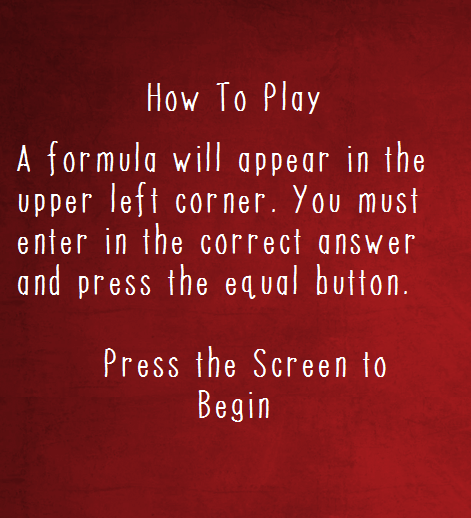 How To Play
A formula will appear in the
upper left corner. You must
enter in the correct answer
and press the equal button.
Press the Screen to
Begin